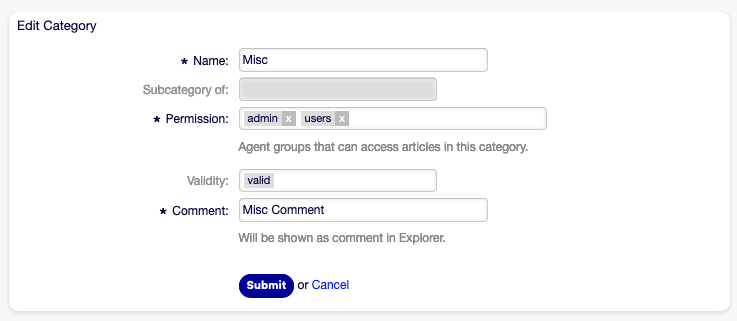 Edit Category
* Name: Misc
Subcategory of:
* Permission: admin x users x
Agent groups that can access articles in this category.
Validity: valid
* Comment: Misc Comment
Will be shown as comment in Explorer.
Submit or Cancel